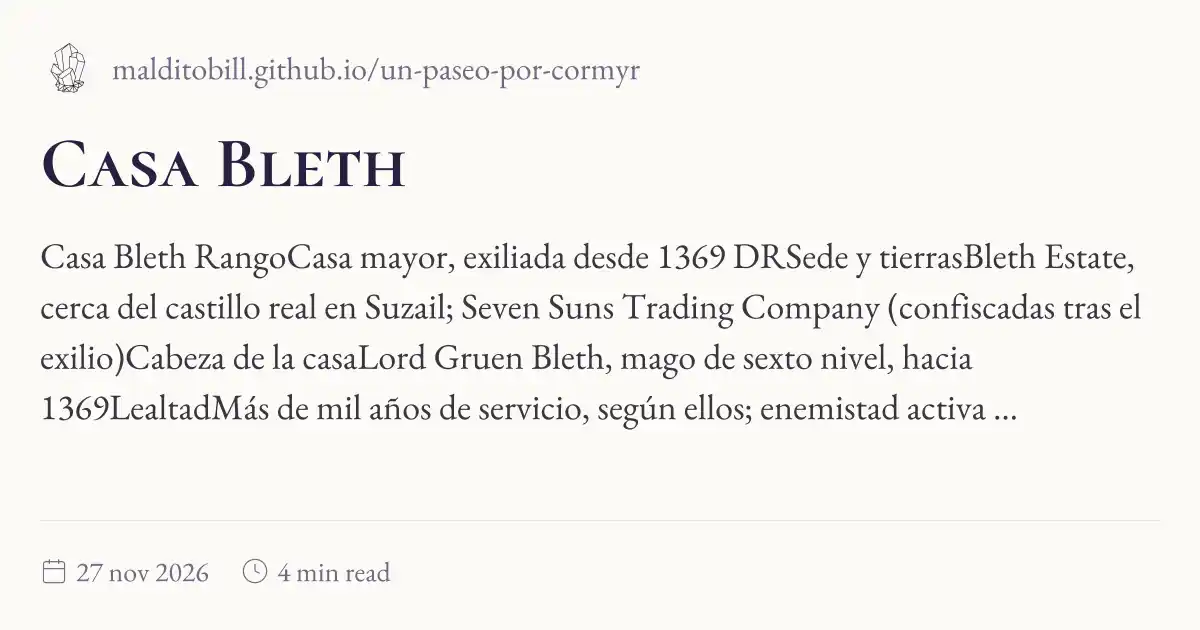 malditobill.github.io/un-paseo-por-cormyr
Casa Bleth
Casa Bleth RangoCasa mayor, exiliada desde 1369 DRSede y tierrasBleth Estate,
cerca del castillo real en Suzail; Seven Suns Trading Company (confiscadas tras el
exilio)Cabeza de la casaLord Gruen Bleth, mago de sexto nivel, hacia
1369LealtadMás de mil años de servicio, según ellos; enemistad activa ...
27 nov 2026 4 min read